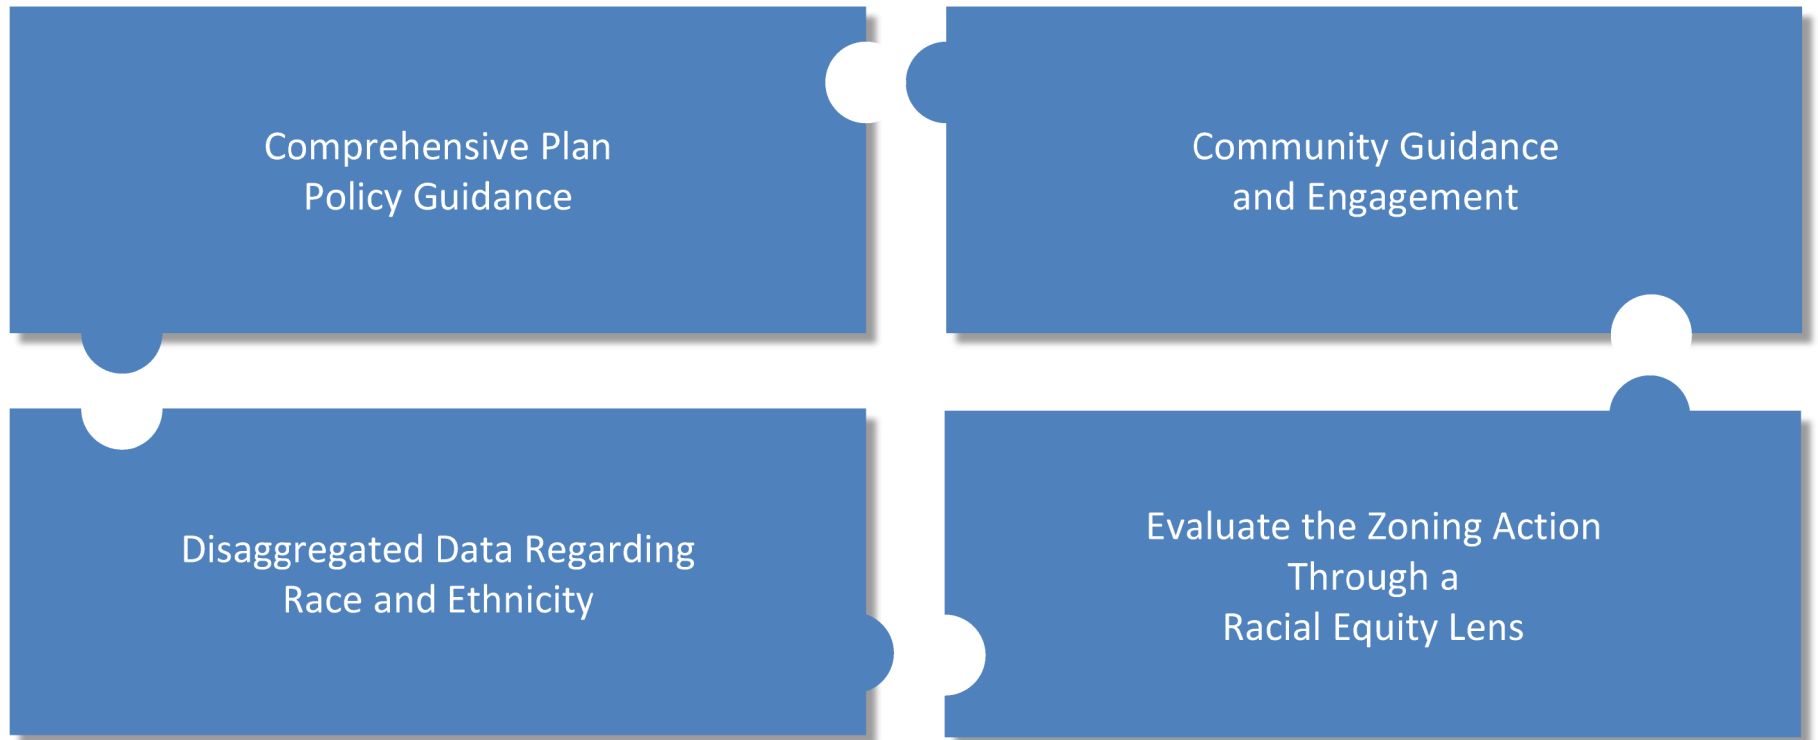 Comprehensive Plan
Policy Guidance
Community Guidance
and Engagement
Disaggregated Data Regarding
Race and Ethnicity
Evaluate the Zoning Action
Through a
Racial Equity Lens